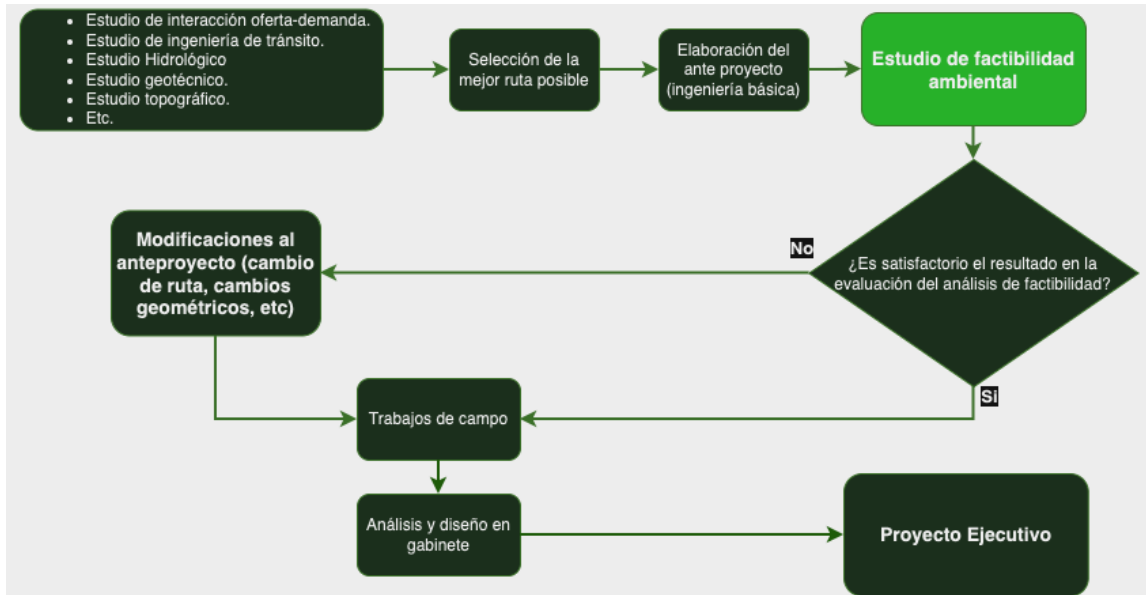 • Estudio de interacción oferta-demanda.
• Estudio de ingeniería de tránsito.
• Estudio Hidrológico
• Estudio geotécnico.
• Estudio topográfico.
• Etc.
Selección de la
mejor ruta posible
Elaboración del
ante proyecto
(ingeniería básica)
Estudio de factibilidad
ambiental
¿Es satisfactorio el resultado en la
evaluación del análisis de factibilidad?
No
Modificaciones al
anteproyecto (cambio
de ruta, cambios
geométricos, etc)
Si
Trabajos de campo
Análisis y diseño en
gabinete
Proyecto Ejecutivo